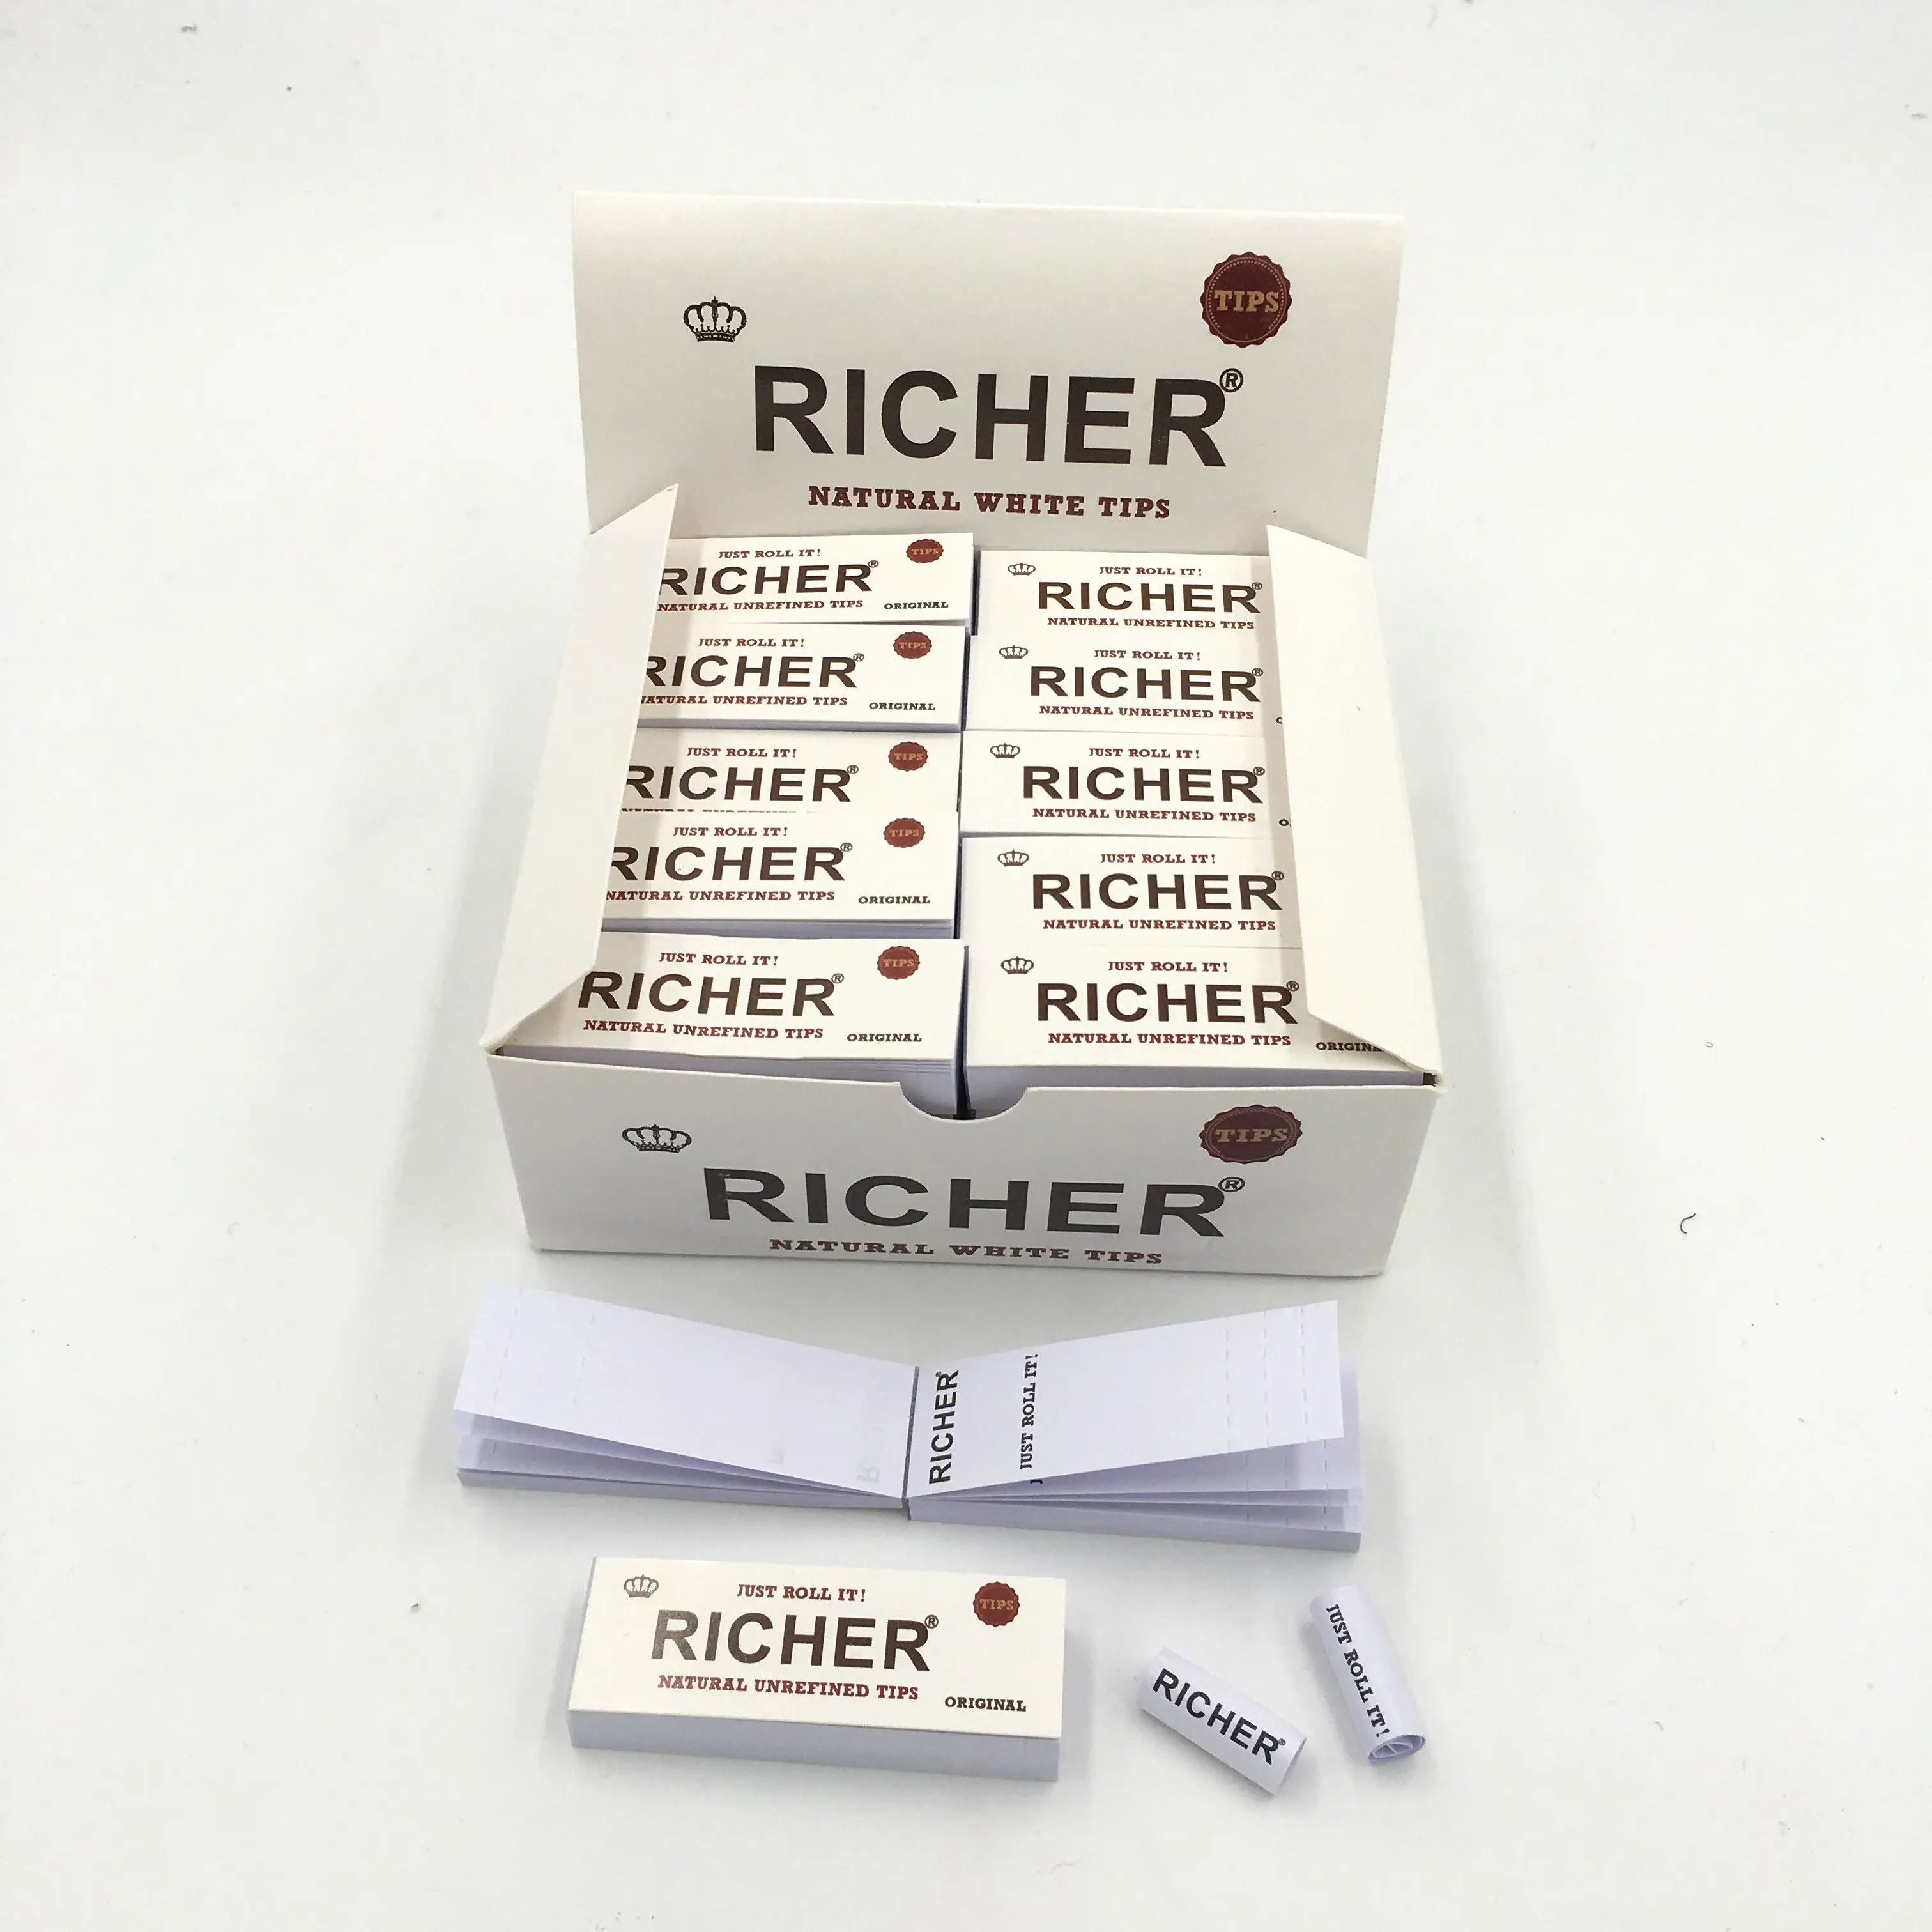 TIPS
RICHER®
NATURAL WHITE TIPS
JUST ROLL IT!
TIPS
RICHER®
NATURAL UNREFINED TIPS
ORIGINAL
JUST ROLL IT!
RICHER®
NATURAL UNREFINED TIPS
JUST ROLL IT!
TIPS
RICHER®
NATURAL UNREFINED TIPS
ORIGINAL
JUST ROLL IT!
RICHER®
NATURAL UNREFINED TIPS
JUST ROLL IT!
TIPS
RICHER®
JUST ROLL IT!
RICHER®
NATURAL UNREFINED TIPS
JUST ROLL IT!
TIPS
RICHER®
NATURAL UNREFINED TIPS
ORIGINAL
JUST ROLL IT!
RICHER®
NATURAL UNREFINED TIPS
JUST ROLL IT!
TIPS
RICHER®
NATURAL UNREFINED TIPS
ORIGINAL
JUST ROLL IT!
RICHER®
NATURAL UNREFINED TIPS
ORIGINAL
TIPS
RICHER®
NATURAL WHITE TIPS
RICHER®
JUST ROLL IT!
JUST ROLL IT!
TIPS
RICHER®
NATURAL UNREFINED TIPS
ORIGINAL
RICHER®
JUST ROLL IT!